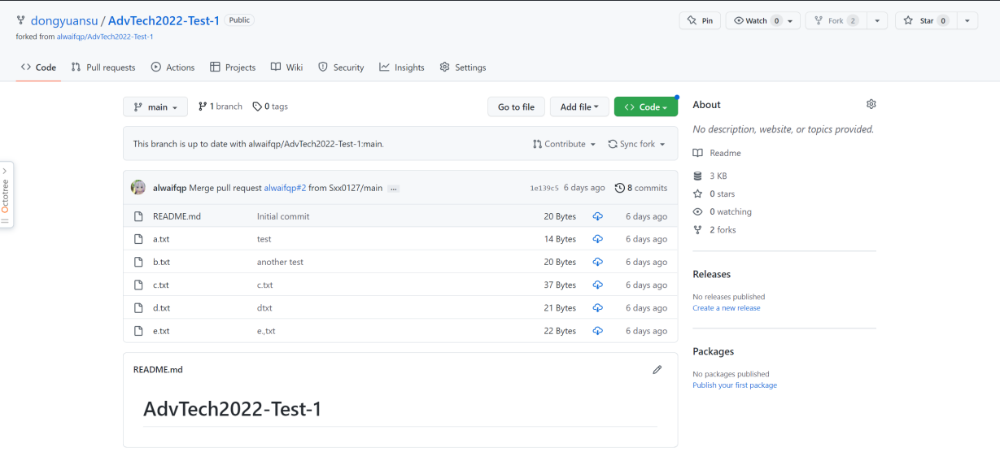 dongyuansu / AdvTech2022-Test-1 Public
forked from alwaifqp/AdvTech2022-Test-1
Pin Watch 0 Fork 2 Star 0
Code Pull requests Actions Projects Wiki Security Insights Settings
main 1 branch 0 tags Go to file Add file Code
This branch is up to date with alwaifqp/AdvTech2022-Test-1:main. Contribute Sync fork
alwaifqp Merge pull request alwaifqp#2 from Sxx0127/main ... 1e139c5 6 days ago 8 commits
README.md Initial commit 20 Bytes 6 days ago
a.txt test 14 Bytes 6 days ago
b.txt another test 20 Bytes 6 days ago
c.txt c.txt 37 Bytes 6 days ago
d.txt dtxt 21 Bytes 6 days ago
e.txt e.,txt 22 Bytes 6 days ago
README.md
AdvTech2022-Test-1
About
No description, website, or topics provided.
Readme
3 KB
0 stars
0 watching
2 forks
Releases
No releases published
Create a new release
Packages
No packages published
Publish your first package
Octotree